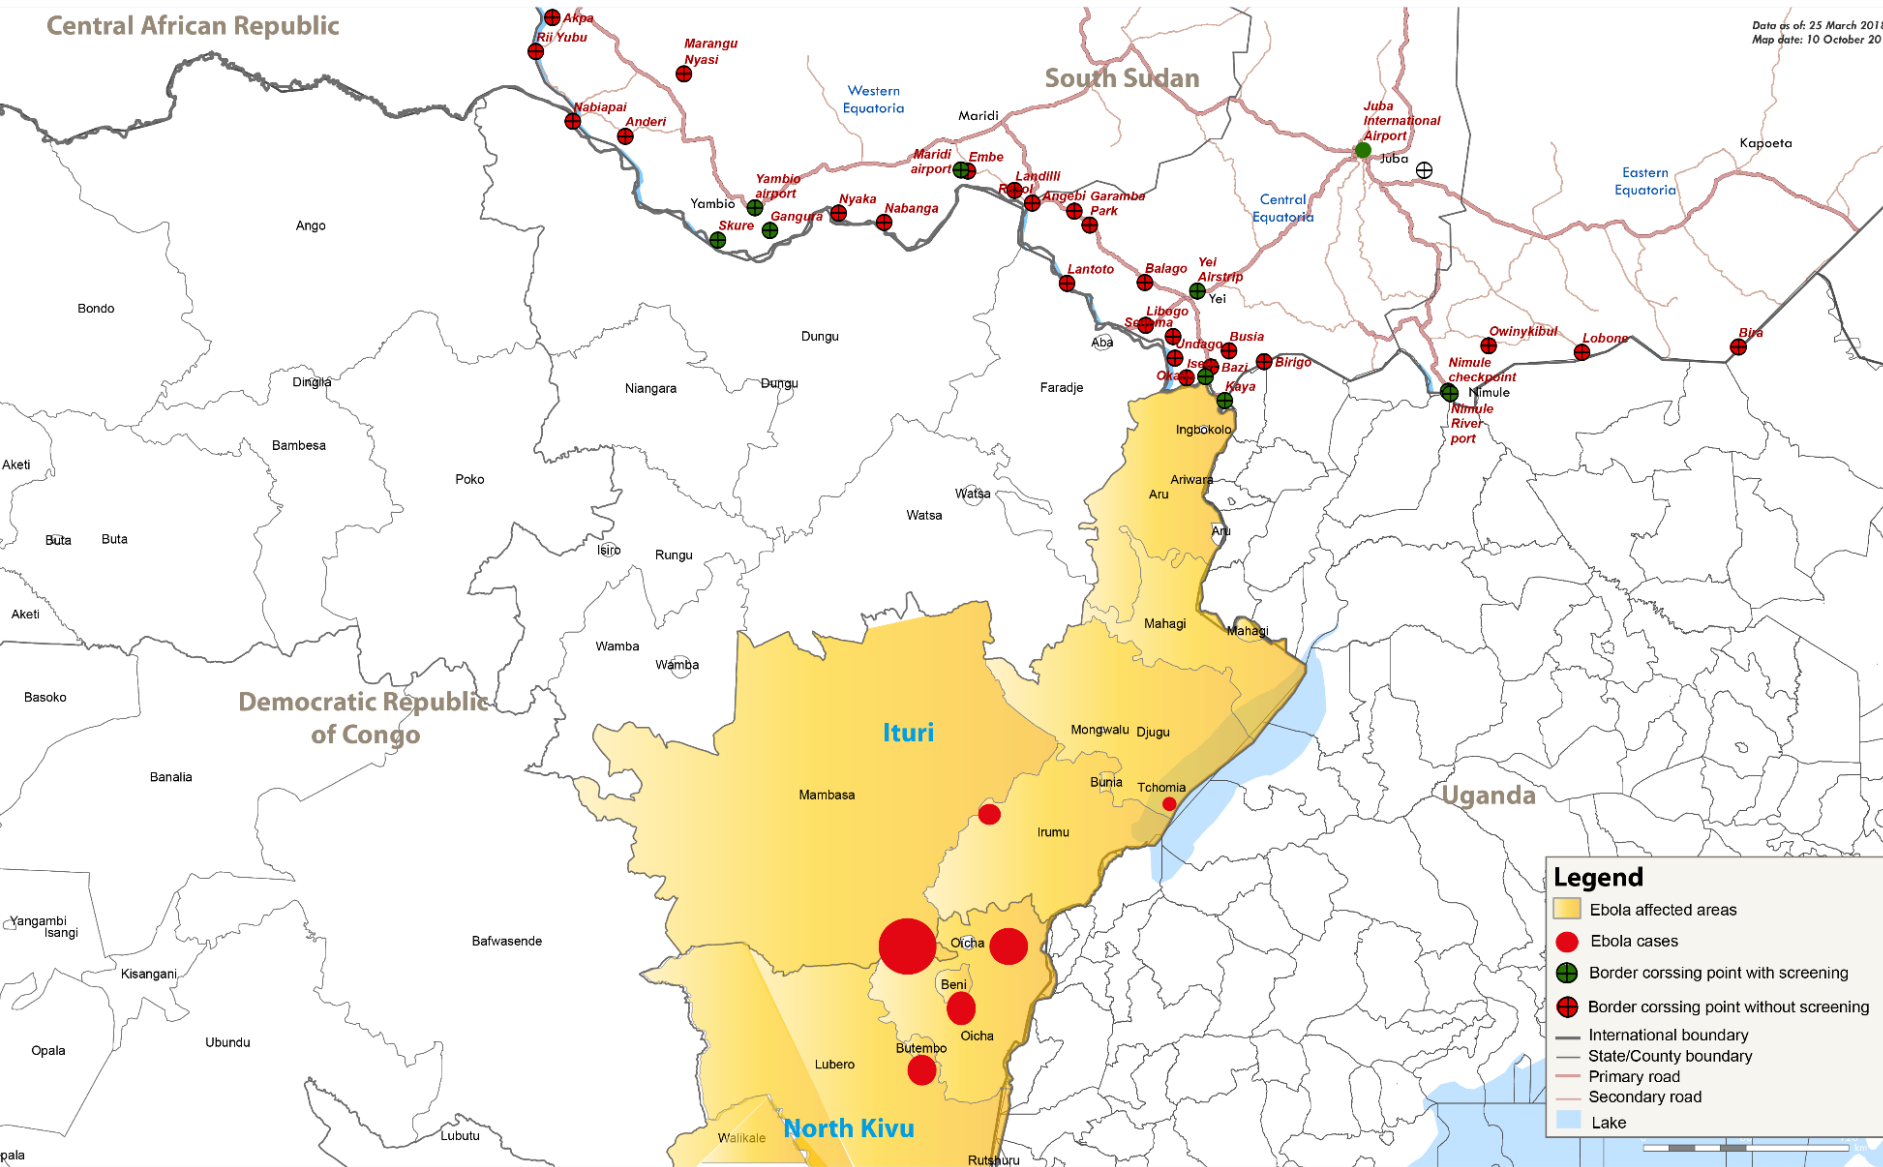 Central African Republic
Akpa
Rii Yubu
Marangu
Nyasi
Data as of: 25 March 2018
Map date: 10 October 20
South Sudan
Western
Equatoria
Nabiapai
Anderi
Maridi
Juba
International
Airport
Juba
Kapoeta
Maridi
airport
Embe
Landilli
Eastern
Equatoria
Yambio
airport
Yambio
Nyaka
Nabanga
Angebi
Garamba
Park
Central
Equatoria
Skure
Gangura
Ango
Lantoto
Balago
Yei
Airstrip
Yei
Bondo
Libogo
Undago
Busia
Bazi
Birigo
Kaya
Owinykibul
Lobone
Bira
Nimule
checkpoint
Nimule
Nimule
River
port
Dungu
Aba
Dingila
Niangara
Dungu
Faradje
Ingbokolo
Bambesa
Aketi
Poko
Ariwara
Aru
Watsa
Watsa
Aru
Buta
Buta
Isiro
Rungu
Aketi
Mahagi
Mahagi
Wamba
Wamba
Basoko
Democratic Republic
of Congo
Ituri
Mongwalu
Djugu
Banalia
Mambasa
Bunia
Tchomia
Uganda
Irumu
Yangambi
Isangi
Bafwasende
Oicha
Kisangani
Beni
Oicha
Opala
Ubundu
Butembo
Lubero
North Kivu
Lubutu
Walikale
pala
Rutshuru
Legend
Ebola affected areas
Ebola cases
Border corssing point with screening
Border corssing point without screening
International boundary
State/County boundary
Primary road
Secondary road
Lake